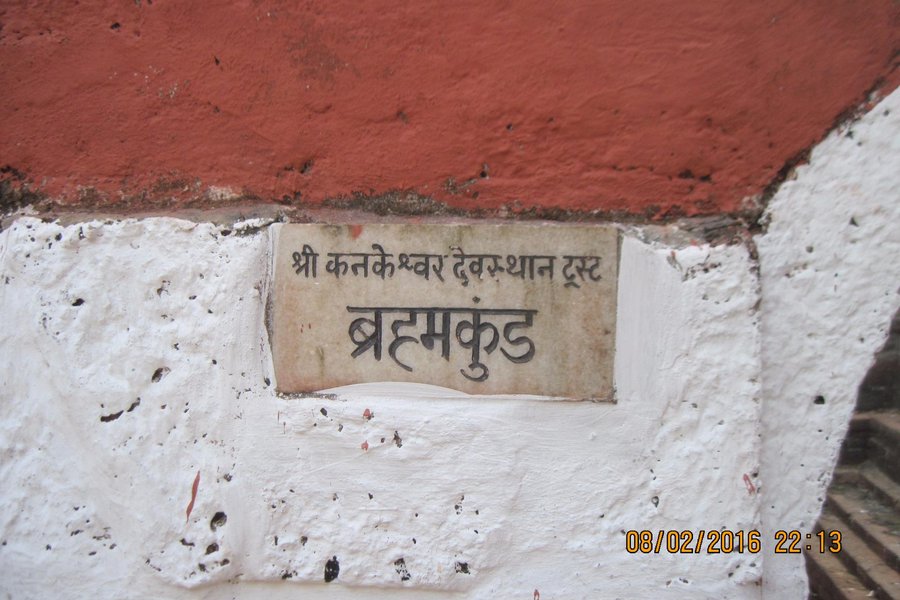 श्री कनकेश्वर देवस्थान ट्रस्ट
ब्रह्मकुंड
08/02/2016 22:13